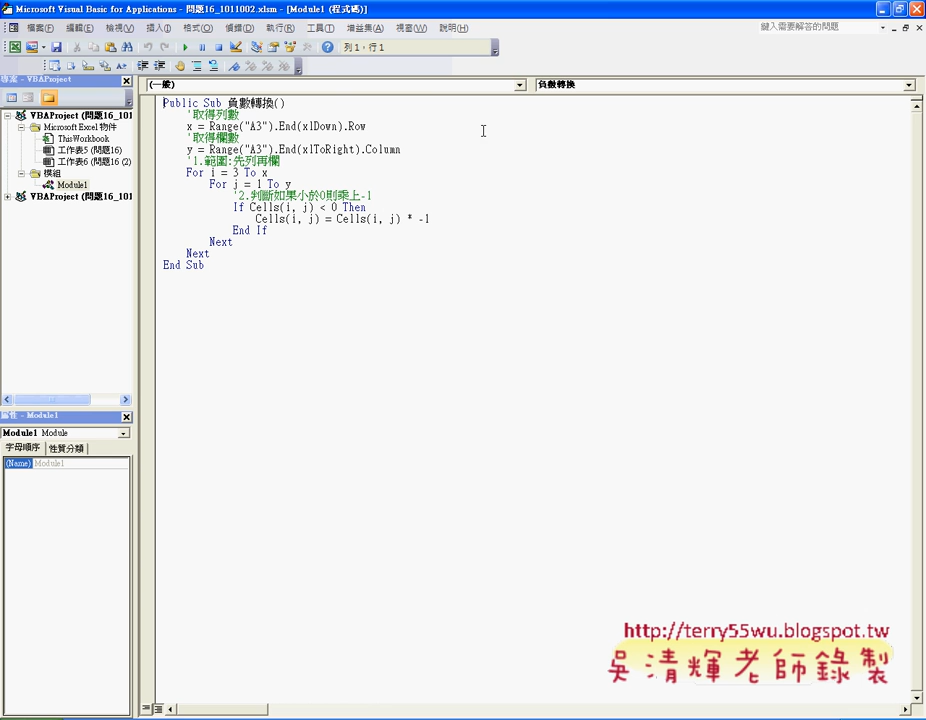 Microsoft Visual Basic for Applications - 問題16_1011002.xlsm - [Module1 (程式碼)]
檔案(F) 編輯(E) 檢視(V) 插入(I) 格式(O) 偵錯(D) 執行(R) 工具(T) 增益集(A) 視窗(W) 說明(H) 鍵入需要解答的問題
列 1，行 1
專案 - VBAProject
(一般) 負數轉換
VBAProject (問題16_101
Microsoft Excel 物件
ThisWorkbook
工作表5 (問題16)
工作表6 (問題16 (2)
模組
Module1
VBAProject (問題16_101
Public Sub 負數轉換()
'取得列數
x = Range("A3").End(xlDown).Row
'取得欄數
y = Range("A3").End(xlToRight).Column
'1.範圍:先列再欄
For i = 3 To x
For j = 1 To y
'2.判斷如果小於0則乘上-1
If Cells(i, j) < 0 Then
Cells(i, j) = Cells(i, j) * -1
End If
Next
Next
End Sub
屬性 - Module1
Module1 Module
字母順序 性質分類
(Name) Module1
http://terry55wu.blogspot.tw
吳清輝老師錄製